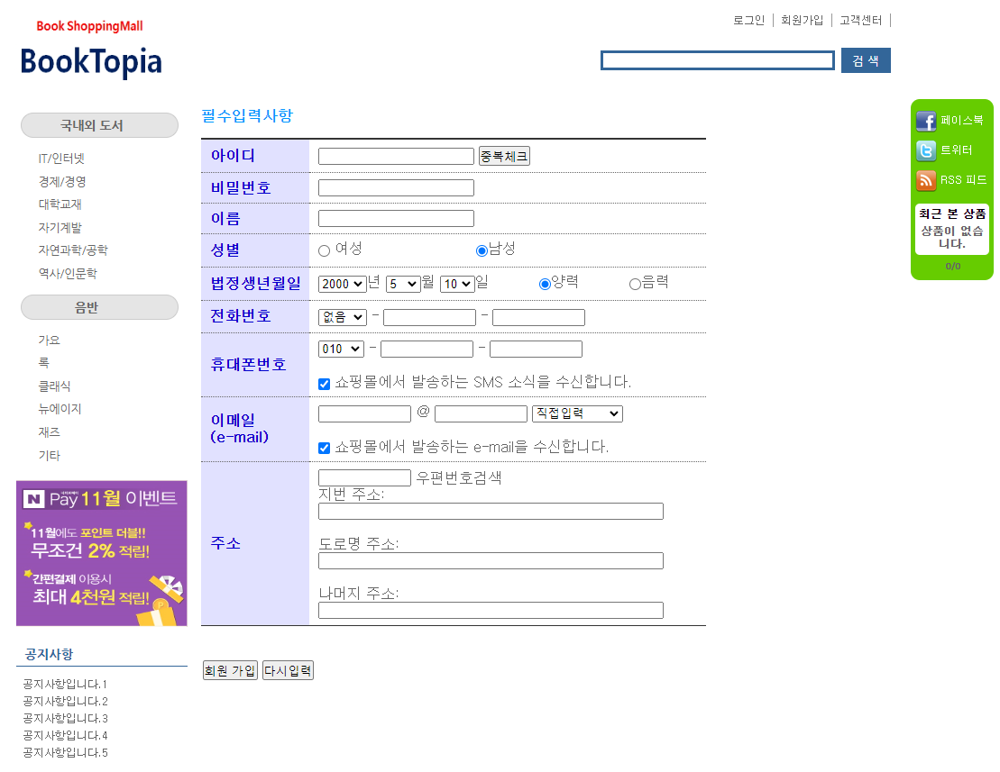 Book ShoppingMall
BookTopia
로그인 | 회원가입 | 고객센터 |
검 색
국내외 도서
IT/인터넷
경제/경영
대학교재
자기계발
자연과학/공학
역사/인문학
음반
가요
록
클래식
뉴에이지
재즈
기타
N Pay 11월 이벤트
11월에도 포인트 더블!!
무조건 2% 적립!
간편결제 이용시
최대 4천원 적립!
P
공지사항
공지사항입니다.1
공지사항입니다.2
공지사항입니다.3
공지사항입니다.4
공지사항입니다.5
필수입력사항
아이디 중복체크
비밀번호
이름
성별 여성 남성
법정생년월일 2000 년 5 월 10 일 양력 음력
전화번호 없음 - -
휴대폰번호 010 - -
쇼핑몰에서 발송하는 SMS 소식을 수신합니다.
이메일
(e-mail) @ 직접입력
쇼핑몰에서 발송하는 e-mail을 수신합니다.
주소 우편번호검색
지번 주소:
도로명 주소:
나머지 주소:
회원 가입 다시입력
페이스북
트위터
RSS 피드
최근 본 상품
상품이 없습
니다.
0/0